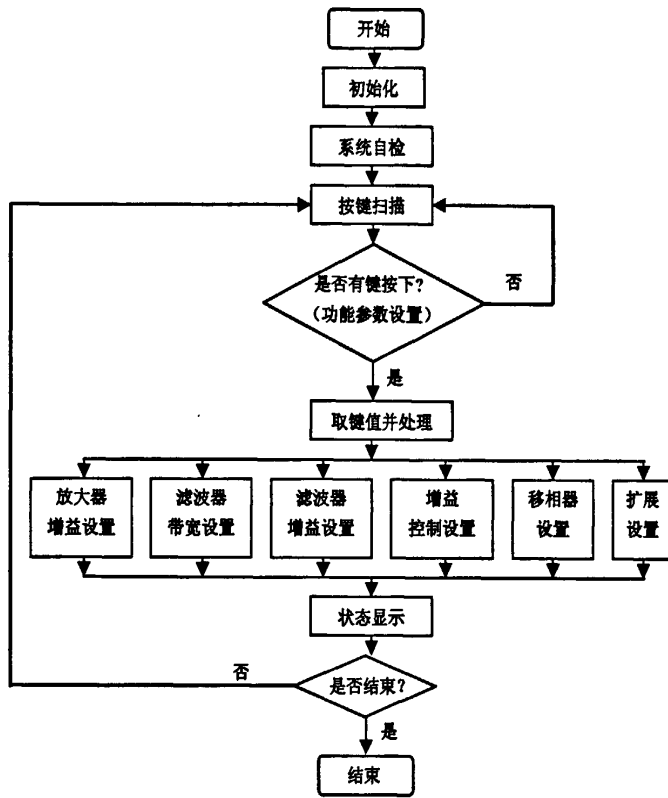 开始
初始化
系统自检
按键扫描
是否有键按下?
(功能参数设置)
否
是
取键值并处理
放大器
增益设置
滤波器
带宽设置
滤波器
增益设置
增益
控制设置
移相器
设置
扩展
设置
状态显示
否
是否结束?
是
结束